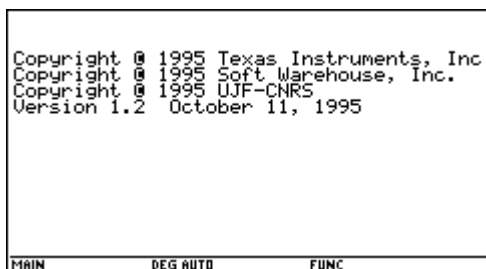 Copyright @ 1995 Texas Instruments, Inc
Copyright @ 1995 Soft Warehouse, Inc.
Copyright @ 1995 UJF-CNRS
Version 1.2  October 11, 1995
MAIN DEG AUTO FUNC